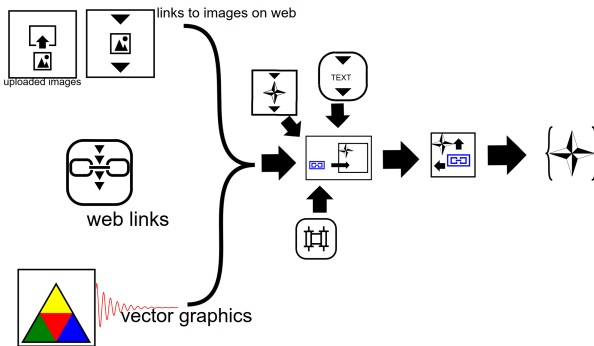 links to images on web
uploaded images
TEXT
web links
vector graphics